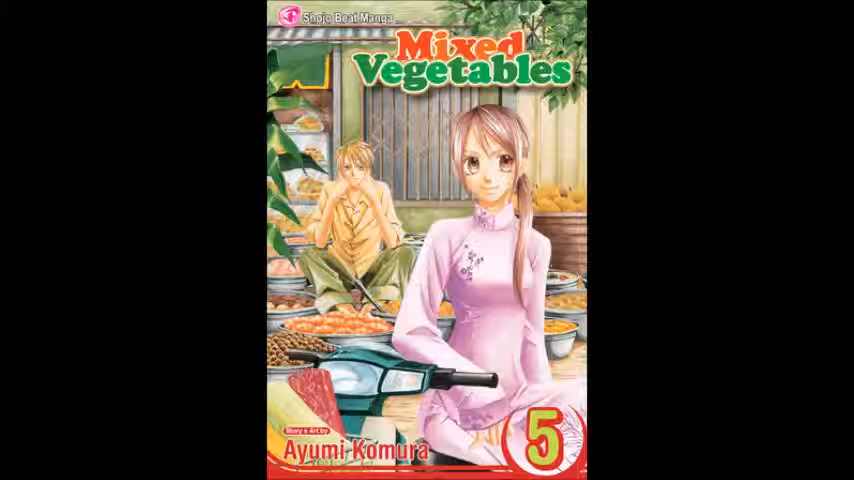 Shojo Beat Manga
Mixed
Vegetables
Story & Art by
Ayumi Komura
5